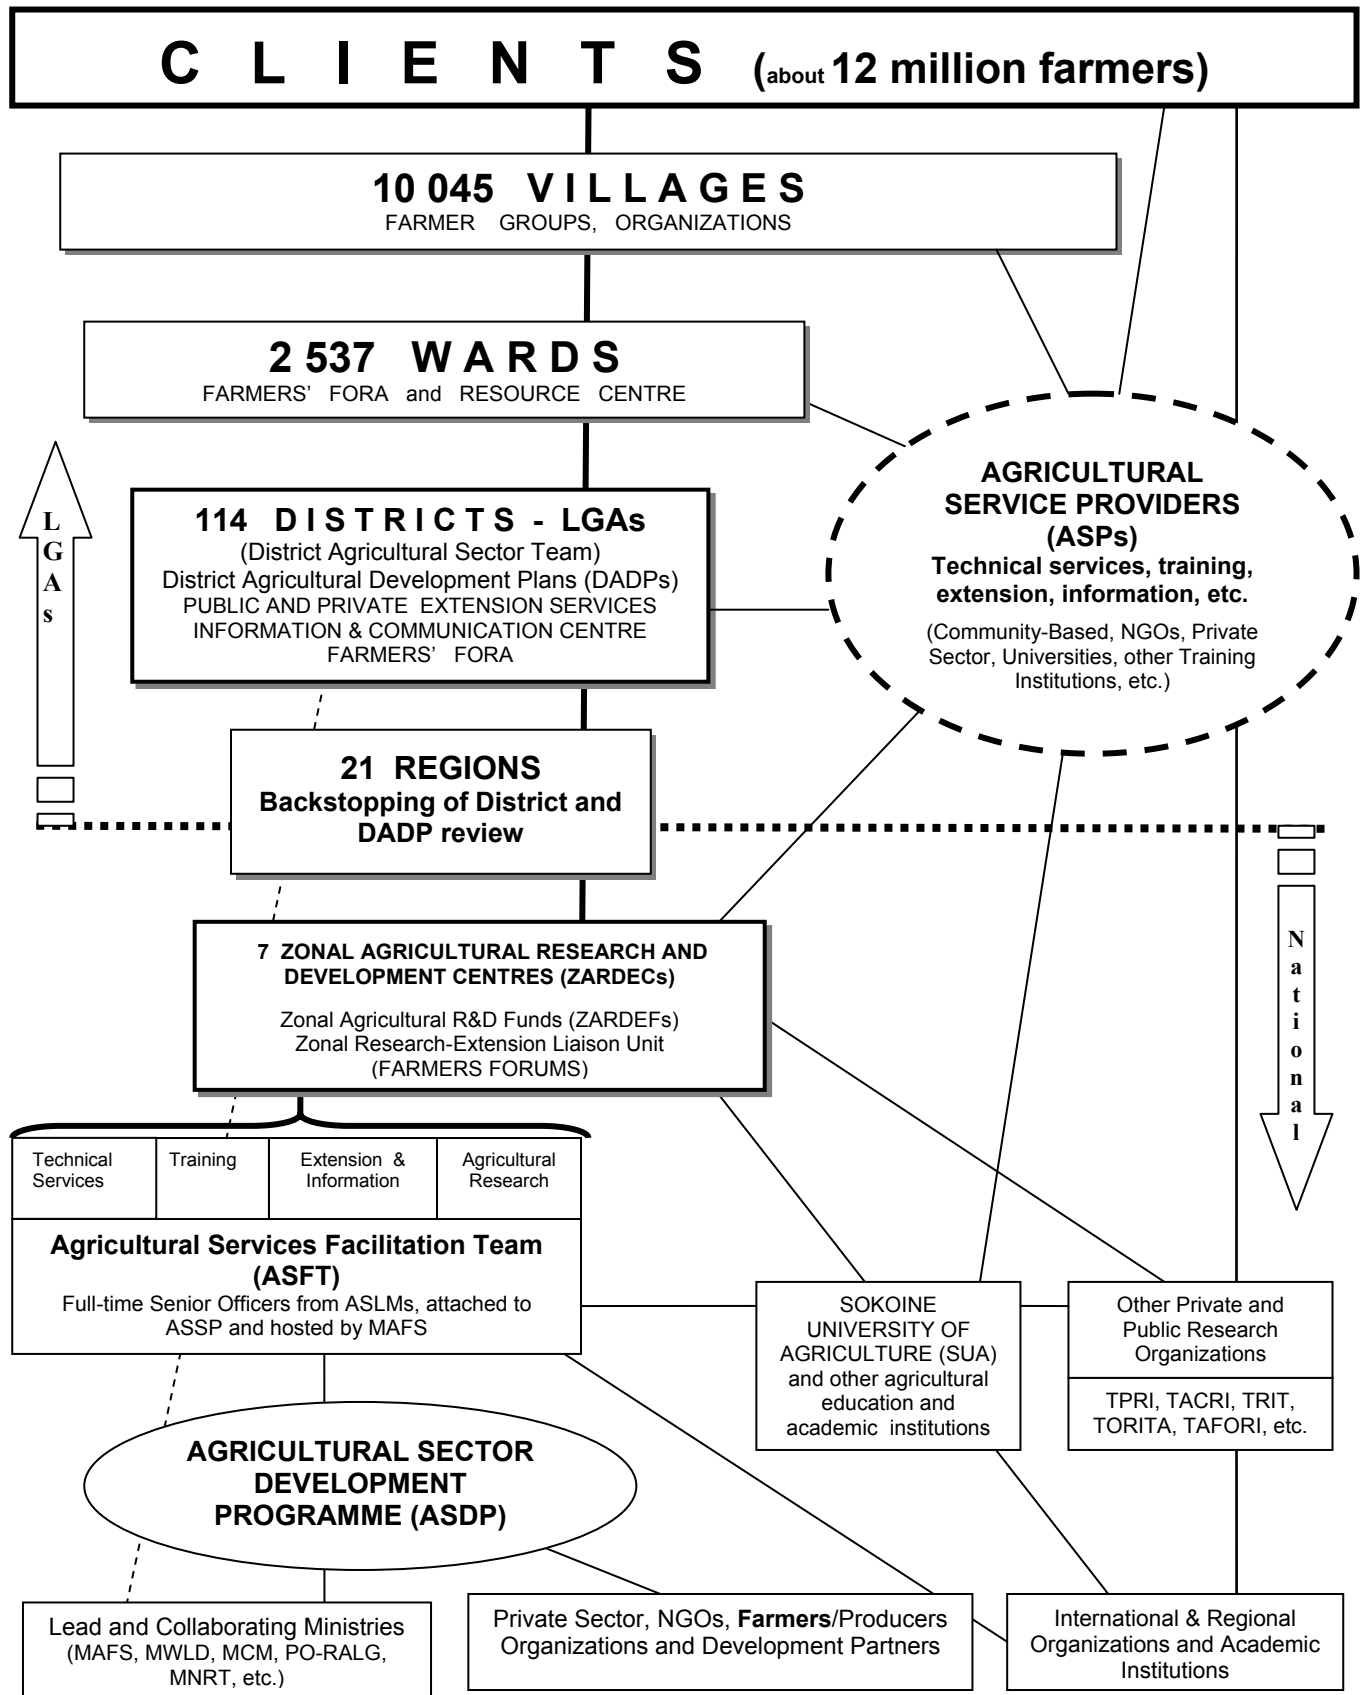 C L I E N T S (about 12 million farmers)
10 045 V I L L A G E S
FARMER GROUPS, ORGANIZATIONS
2 537 W A R D S
FARMERS' FORA and RESOURCE CENTRE
LGAs
114 D I S T R I C T S - LGAs
(District Agricultural Sector Team)
District Agricultural Development Plans (DADPs)
PUBLIC AND PRIVATE EXTENSION SERVICES
INFORMATION & COMMUNICATION CENTRE
FARMERS' FORA
AGRICULTURAL
SERVICE PROVIDERS
(ASPs)
Technical services, training,
extension, information, etc.
(Community-Based, NGOs, Private
Sector, Universities, other Training
Institutions, etc.)
21 REGIONS
Backstopping of District and
DADP review
National
7 ZONAL AGRICULTURAL RESEARCH AND
DEVELOPMENT CENTRES (ZARDECs)
Zonal Agricultural R&D Funds (ZARDEFs)
Zonal Research-Extension Liaison Unit
(FARMERS FORUMS)
Technical
Services
Training
Extension &
Information
Agricultural
Research
Agricultural Services Facilitation Team
(ASFT)
Full-time Senior Officers from ASLMs, attached to
ASSP and hosted by MAFS
SOKOINE
UNIVERSITY OF
AGRICULTURE (SUA)
and other agricultural
education and
academic institutions
Other Private and
Public Research
Organizations
TPRI, TACRI, TRIT,
TORITA, TAFORI, etc.
AGRICULTURAL SECTOR
DEVELOPMENT
PROGRAMME (ASDP)
Lead and Collaborating Ministries
(MAFS, MWLD, MCM, PO-RALG,
MNRT, etc.)
Private Sector, NGOs, Farmers/Producers
Organizations and Development Partners
International & Regional
Organizations and Academic
Institutions